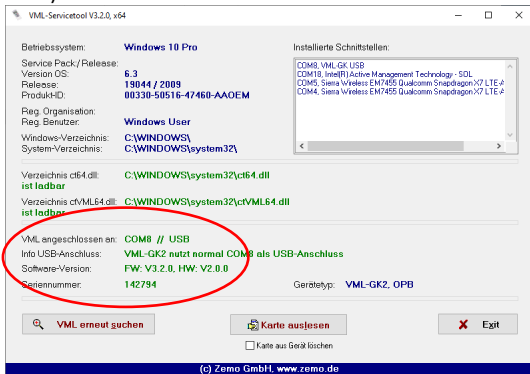 VML-Servicetool V3.2.0, x64
Betriebssystem: Windows 10 Pro
Service Pack/Release:
Version OS: 6.3
Release: 19044 / 2009
ProduktID: 00330-50516-47460-AAOEM
Reg. Organisation:
Reg. Benutzer: Windows User
Windows-Verzeichnis: C:\WINDOWS\
System-Verzeichnis: C:\WINDOWS\system32\
Installierte Schnittstellen:
COM8, VML-GK USB
COM18, Intel(R) Active Management Technology - SOL
COM5, Sierra Wireless EM7455 Qualcomm Snapdragon X7 LTE-A
COM4, Sierra Wireless EM7455 Qualcomm Snapdragon X7 LTE-A
Verzeichnis ct64.dll: C:\WINDOWS\system32\ct64.dll
ist ladbar
Verzeichnis ctVML64.dll: C:\WINDOWS\system32\ctVML64.dll
ist ladbar
VML angeschlossen an: COM8 // USB
Info USB-Anschluss: VML-GK2 nutzt normal COM8 als USB-Anschluss
Software-Version: FW: V3.2.0, HW: V2.0.0
Seriennummer: 142794
Gerätetyp: VML-GK2, OPB
VML erneut suchen
Karte auslesen
Exit
Karte aus Gerät löschen
(c) Zemo GmbH, www.zemo.de